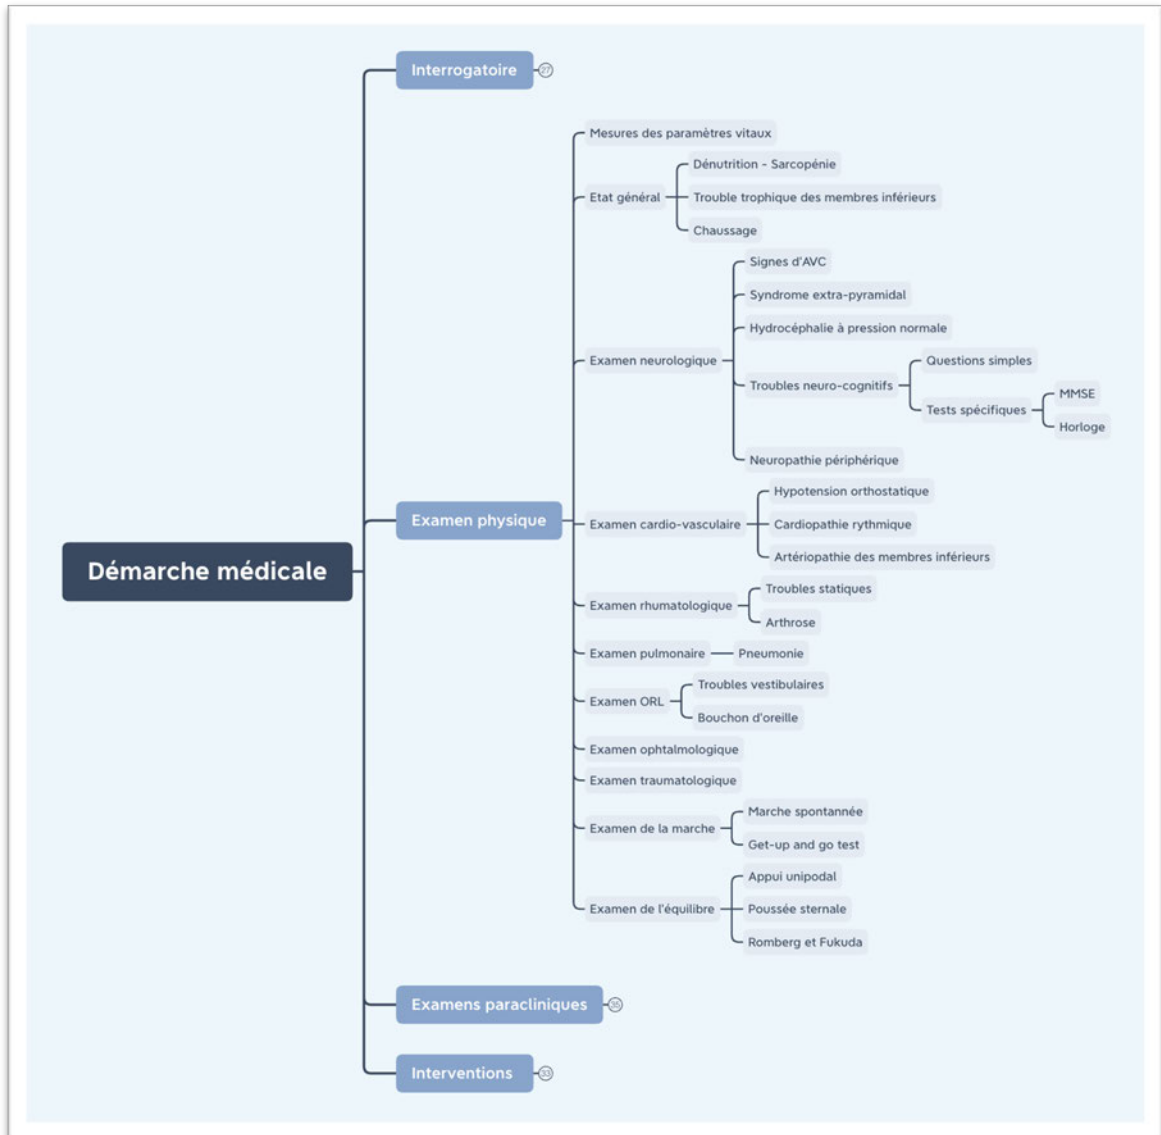 Interrogatoire 27
Mesures des paramètres vitaux
Dénutrition - Sarcopénie
Etat général
Trouble trophique des membres inférieurs
Chaussage
Signes d'AVC
Syndrome extra-pyramidal
Hydrocéphalie à pression normale
Examen neurologique
Questions simples
Troubles neuro-cognitifs
MMSE
Tests spécifiques
Horloge
Neuropathie périphérique
Hypotension orthostatique
Examen physique
Examen cardio-vasculaire
Cardiopathie rythmique
Artériopathie des membres inférieurs
Démarche médicale
Troubles statiques
Examen rhumatologique
Arthrose
Examen pulmonaire
Pneumonie
Troubles vestibulaires
Examen ORL
Bouchon d'oreille
Examen ophtalmologique
Examen traumatologique
Marche spontannée
Examen de la marche
Get-up and go test
Appui unipodal
Examen de l'équilibre
Poussée sternale
Romberg et Fukuda
Examens paracliniques 35
Interventions 33